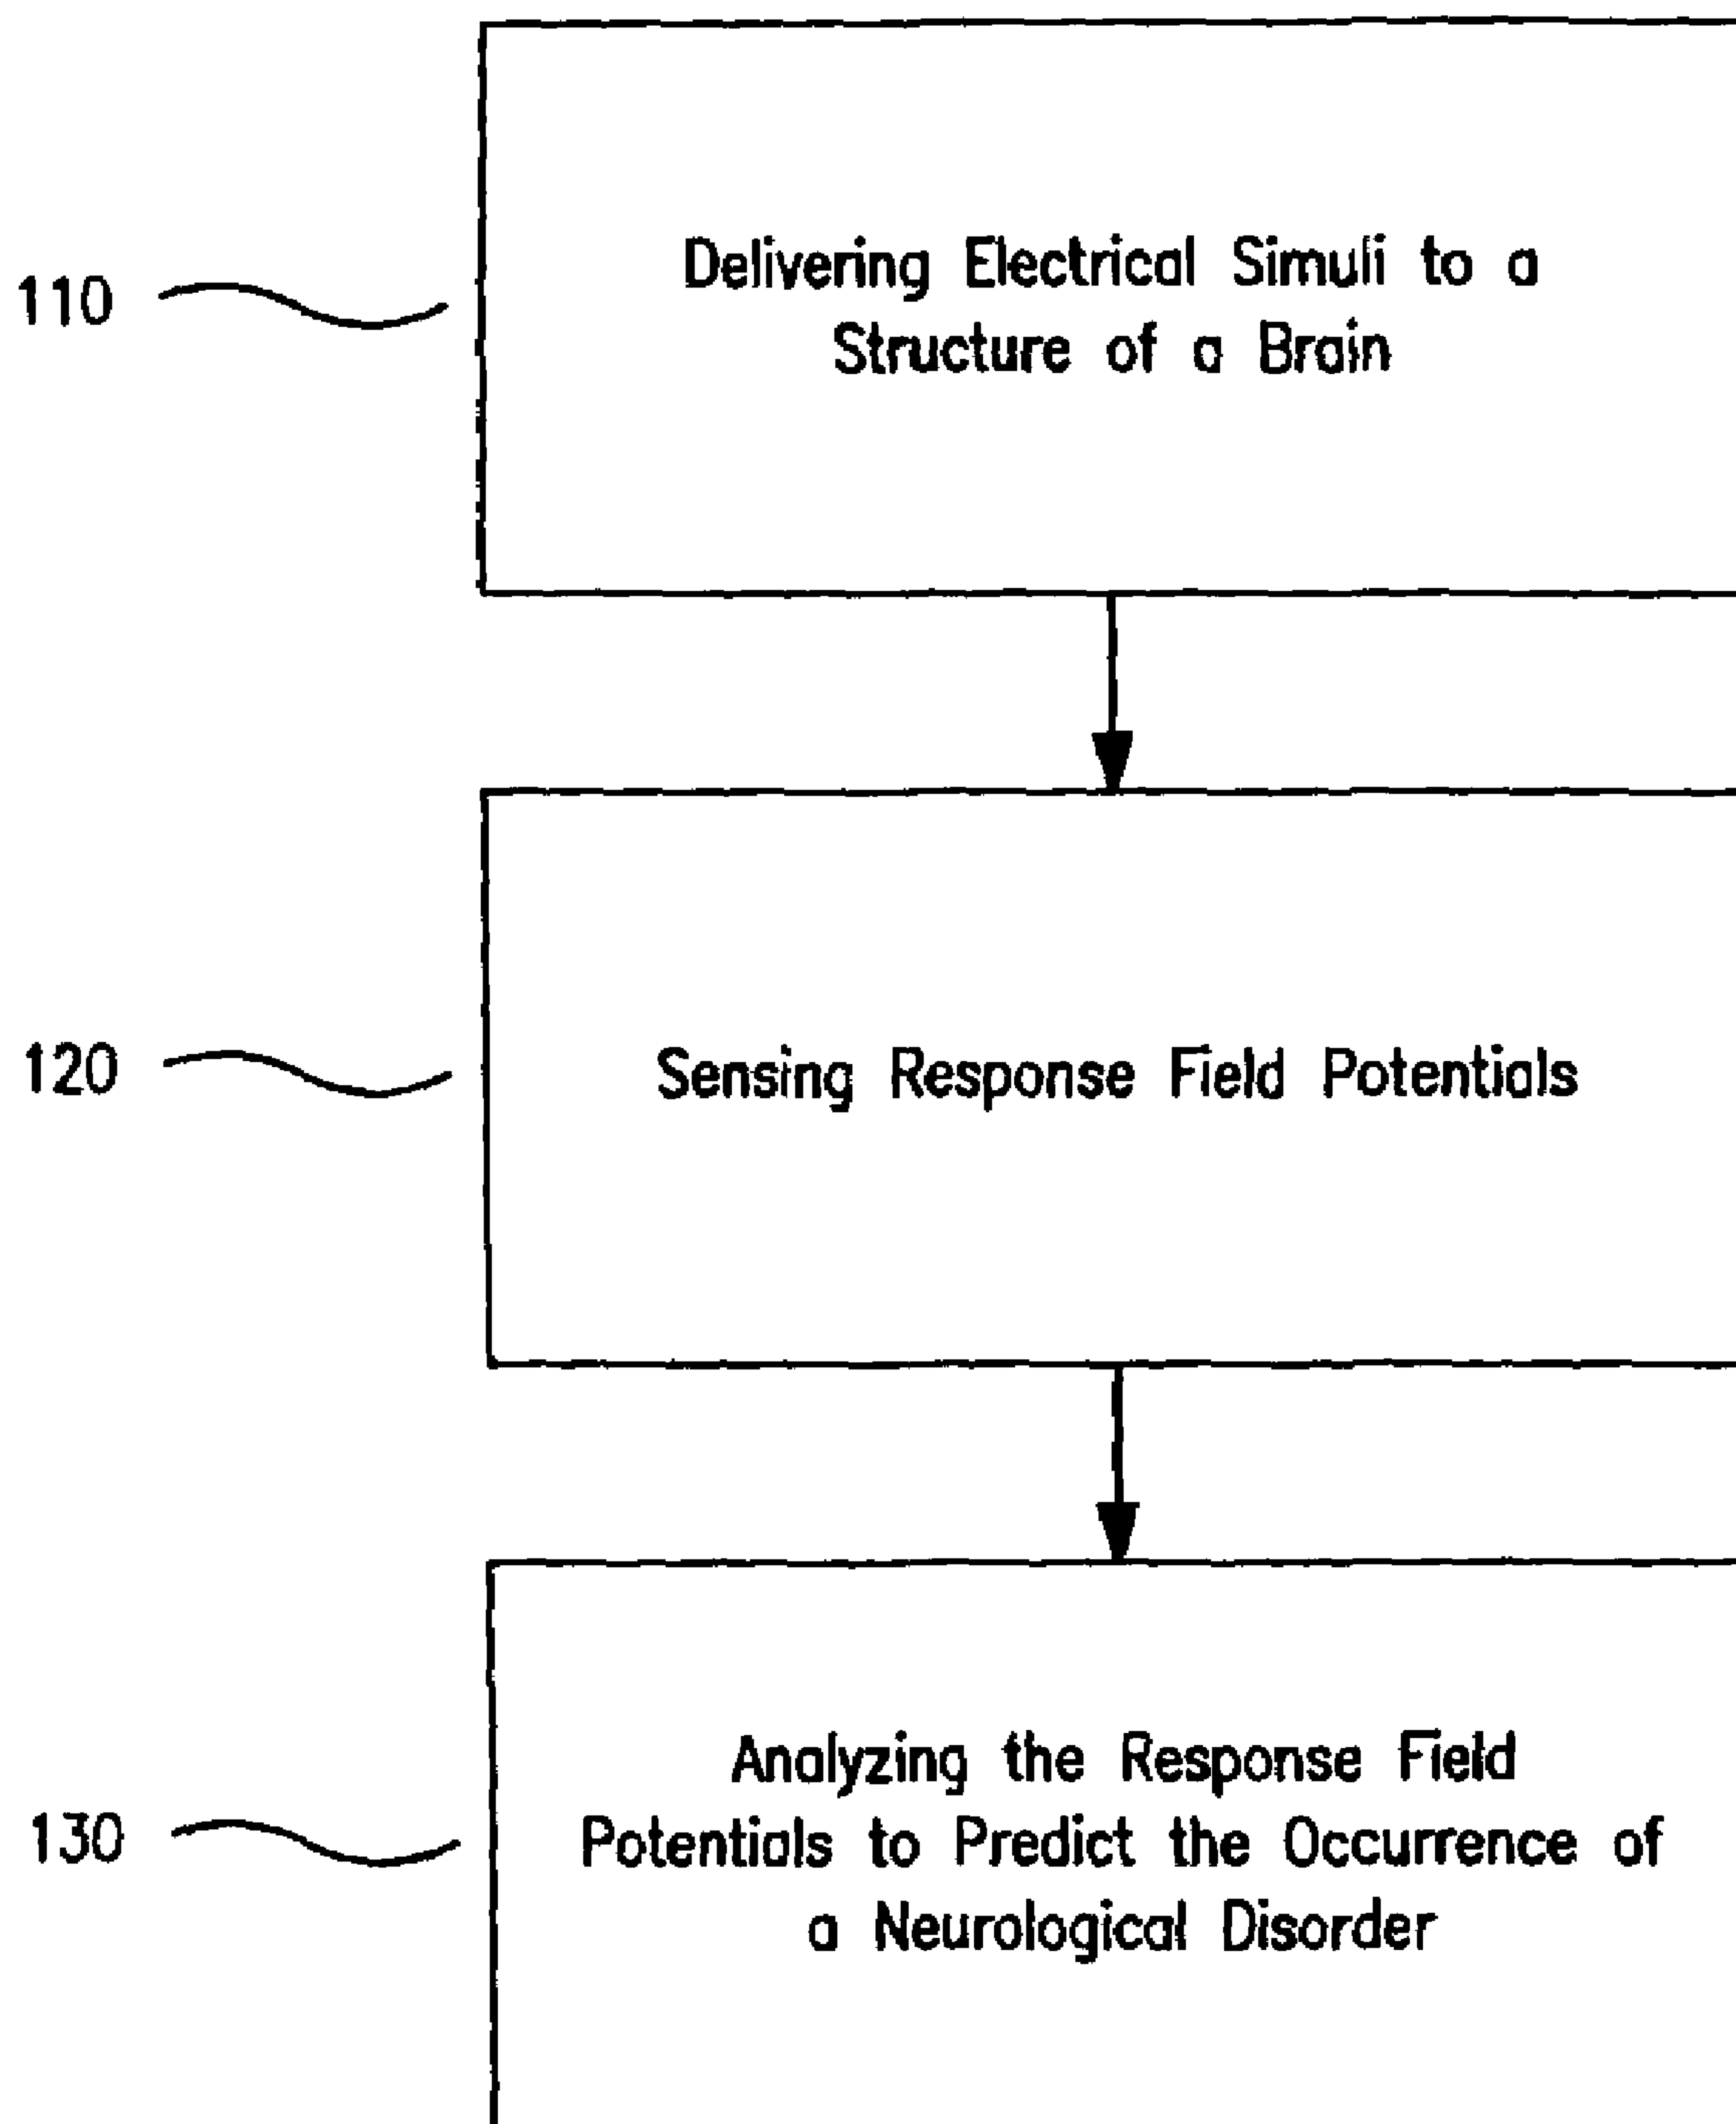 110
Delivering Electrical Simuli to a
Structure of a Brain
120
Sensing Response Field Potentials
130
Analyzing the Response Field
Potentials to Predict the Occurrence of
a Neurological Disorder